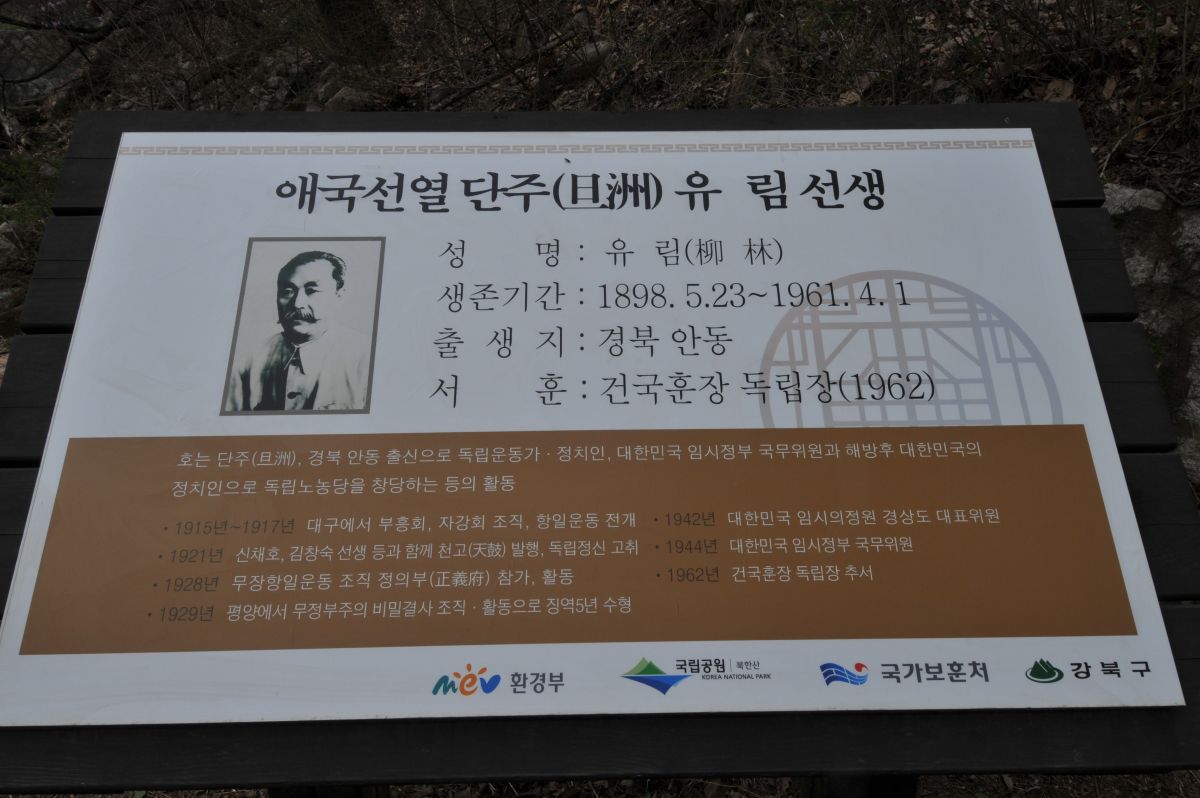 애국선열 단주(旦洲) 유 림 선생
성 명 : 유 림(柳 林)
생존기간 : 1898. 5.23~1961. 4. 1
출 생 지 : 경북 안동
서 훈 : 건국훈장 독립장(1962)
호는 단주(旦洲), 경북 안동 출신으로 독립운동가 · 정치인, 대한민국 임시정부 국무위원과 해방후 대한민국의
정치인으로 독립노농당을 창당하는 등의 활동
· 1915년~1917년 대구에서 부흥회, 자강회 조직, 항일운동 전개
· 1921년 신채호, 김창숙 선생 등과 함께 천고(天鼓) 발행, 독립정신 고취
· 1928년 무장항일운동 조직 정의부(正義府) 참가, 활동
· 1929년 평양에서 무정부주의 비밀결사 조직 · 활동으로 징역5년 수형
· 1942년 대한민국 임시의정원 경상도 대표위원
· 1944년 대한민국 임시정부 국무위원
· 1962년 건국훈장 독립장 추서
mev 환경부
국립공원 | 북한산
KOREA NATIONAL PARK
국가보훈처
강북구